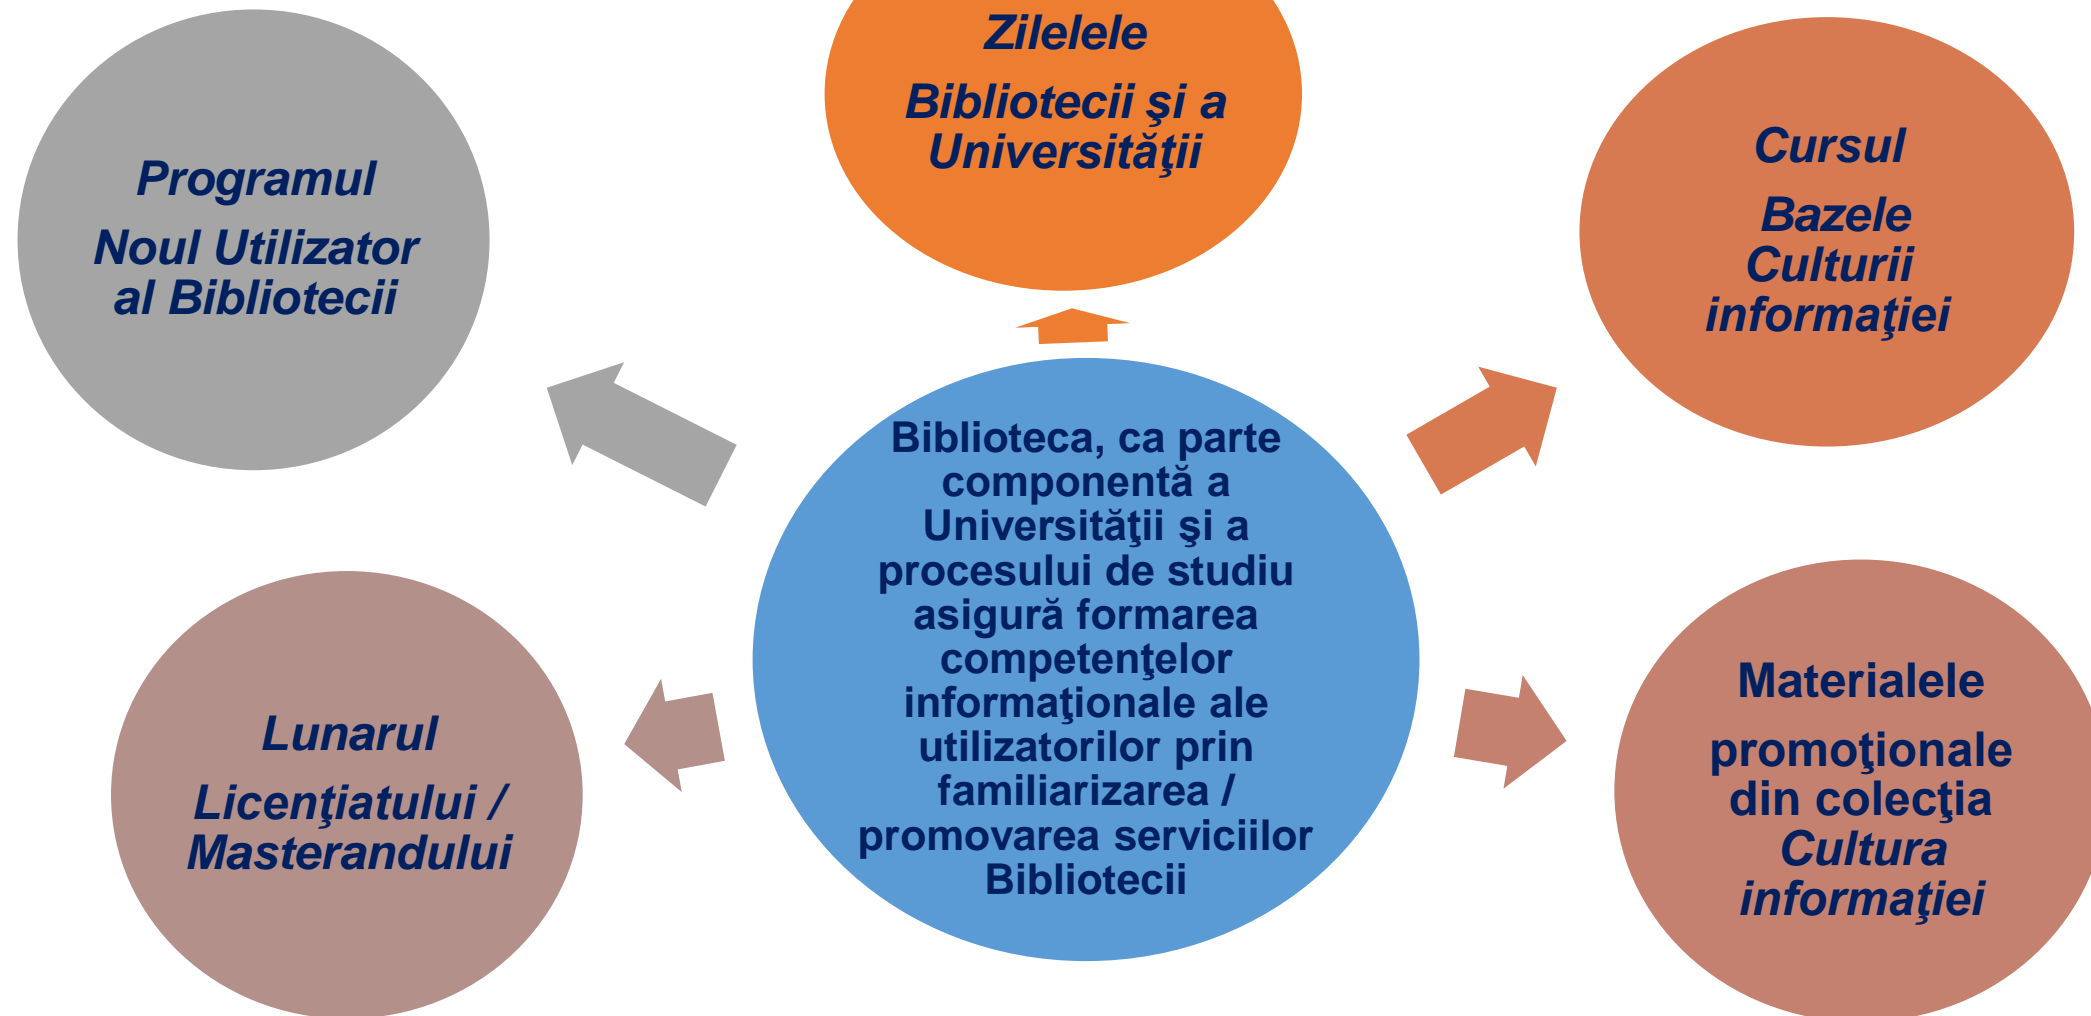 Zilelele
Bibliotecii şi a
Universităţii
Programul
Noul Utilizator
al Bibliotecii
Cursul
Bazele
Culturii
informaţiei
Biblioteca, ca parte
componentă a
Universităţii şi a
procesului de studiu
asigură formarea
competenţelor
informaţionale ale
utilizatorilor prin
familiarizarea /
promovarea serviciilor
Bibliotecii
Lunarul
Licenţiatului /
Masterandului
Materialele
promoţionale
din colecţia
Cultura
informaţiei